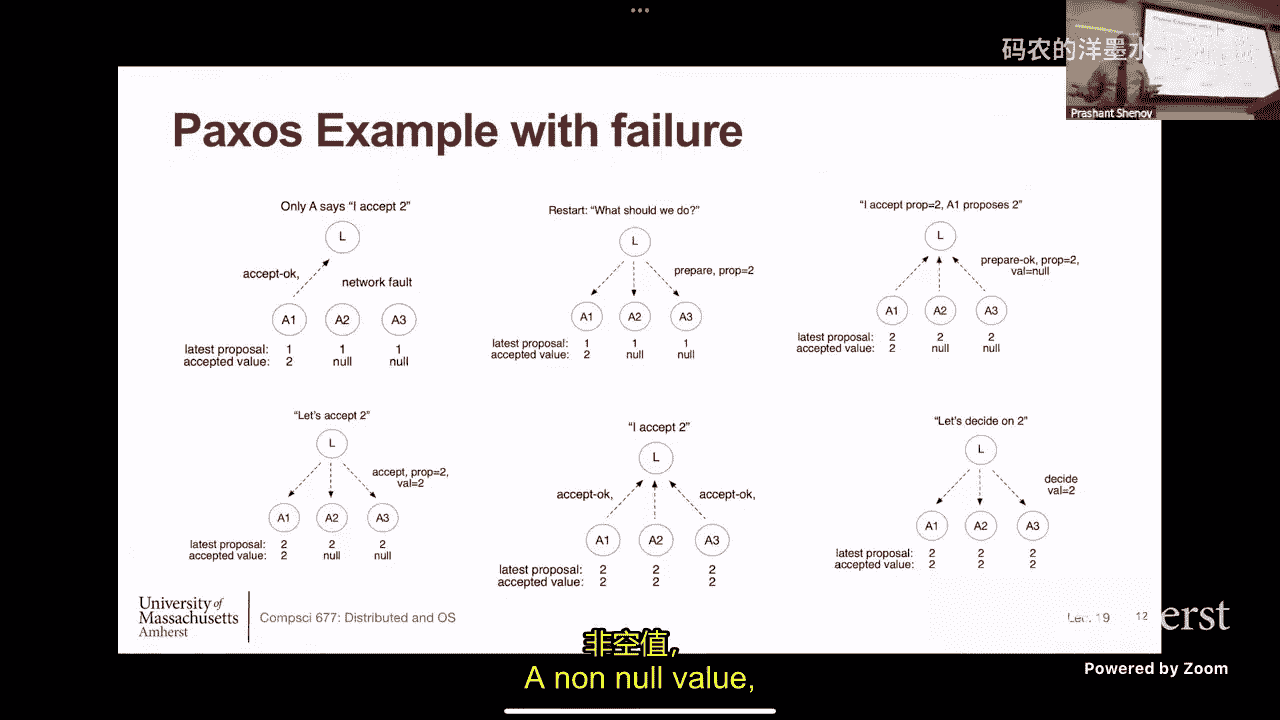 码农的洋墨水
Prashant Shenoy
Paxos Example with failure
Only A says “I accept 2”
L
accept-ok,
network fault
A1 A2 A3
latest proposal: 1 1 1
accepted value: 2 null null
Restart: “What should we do?”
L
prepare, prop=2
A1 A2 A3
latest proposal: 1 1 1
accepted value: 2 null null
“I accept prop=2, A1 proposes 2”
L
prepare-ok, prop=2,
val=null
A1 A2 A3
latest proposal: 2 2 2
accepted value: 2 null null
“Let’s accept 2”
L
accept, prop=2,
val=2
A1 A2 A3
latest proposal: 2 2 2
accepted value: 2 null null
“I accept 2”
L
accept-ok, accept-ok,
A1 A2 A3
latest proposal: 2 2 2
accepted value: 2 2 2
“Let’s decide on 2”
L
decide
val=2
A1 A2 A3
latest proposal: 2 2 2
accepted value: 2 2 2
University of
Massachusetts
Amherst
Compsci 677: Distributed and OS
Lec. 19 12
erst
非空值,
A non null value,
Powered by Zoom